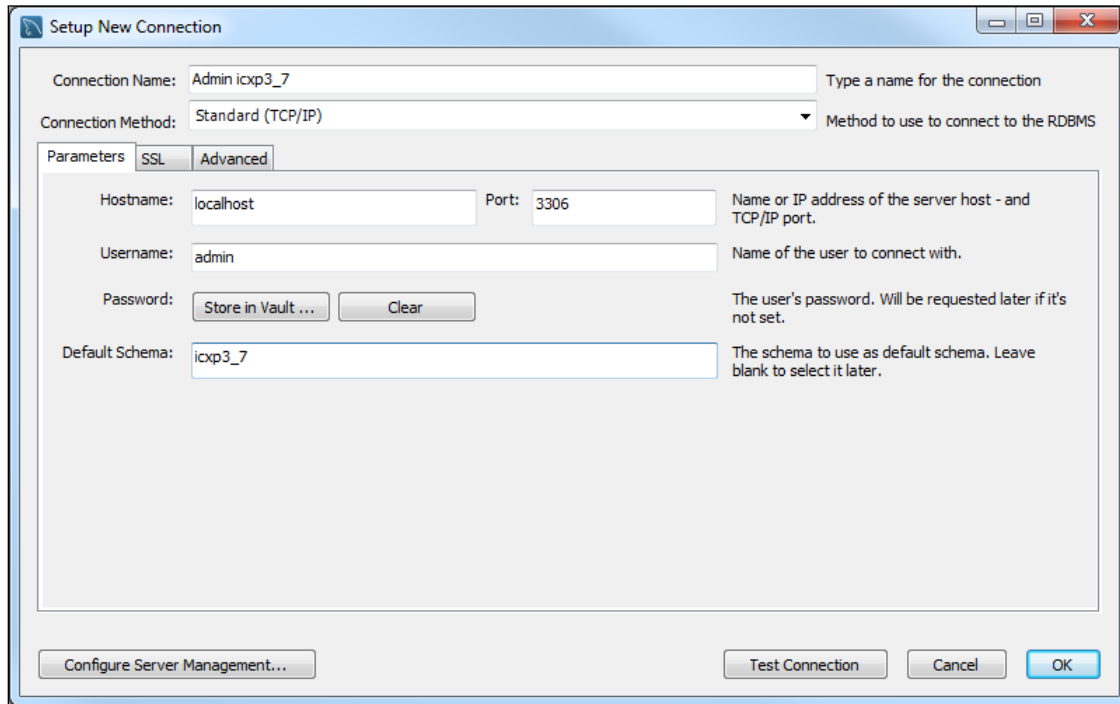 Setup New Connection
Connection Name: Admin icxp3_7 Type a name for the connection
Connection Method: Standard (TCP/IP) Method to use to connect to the RDBMS
Parameters SSL Advanced
Hostname: localhost Port: 3306 Name or IP address of the server host - and
TCP/IP port.
Username: admin Name of the user to connect with.
Password: Store in Vault ... Clear The user's password. Will be requested later if it's
not set.
Default Schema: icxp3_7 The schema to use as default schema. Leave
blank to select it later.
Configure Server Management... Test Connection Cancel OK